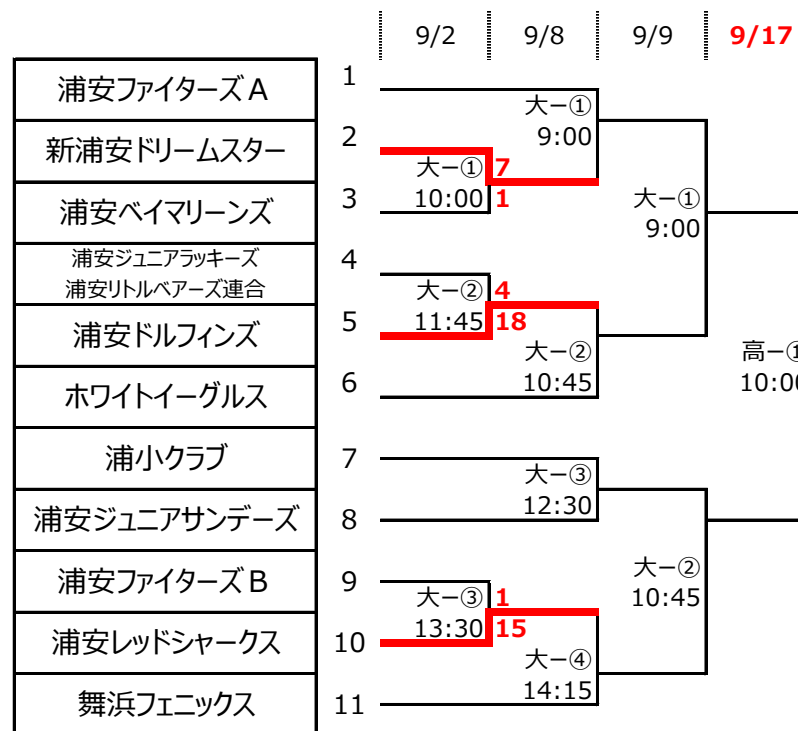 9/2 9/8 9/9 9/17
浦安ファイターズA 1
大ー①
9:00
新浦安ドリームスター 2
大ー① 7
10:00 1
浦安ベイマリーンズ 3
大ー①
9:00
浦安ジュニアラッキーズ
浦安リトルベアーズ連合
4
大ー② 4
11:45 18
浦安ドルフィンズ 5
大ー②
10:45
高ー①
10:00
ホワイトイーグルス 6
浦小クラブ 7
大ー③
12:30
浦安ジュニアサンデーズ 8
大ー②
10:45
浦安ファイターズB 9
大ー③ 1
13:30 15
浦安レッドシャークス 10
大ー④
14:15
舞浜フェニックス 11